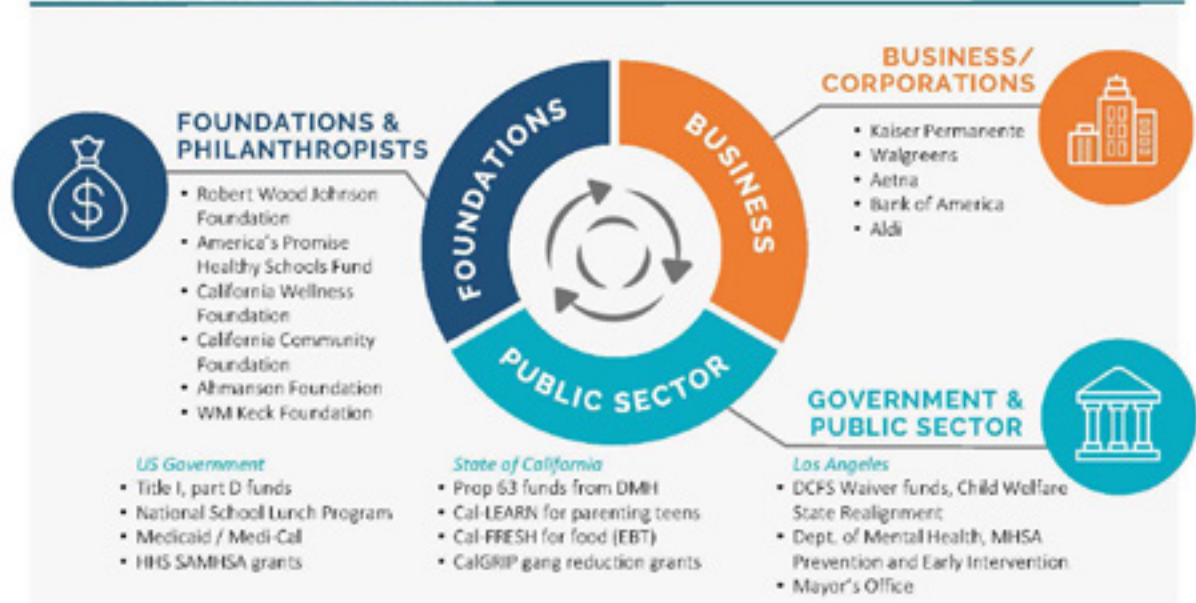 FOUNDATIONS &
PHILANTHROPISTS
• Robert Wood Johnson
Foundation
• America's Promise
Healthy Schools Fund
• California Wellness
Foundation
• California Community
Foundation
• Ahmanson Foundation
• WM Keck Foundation
FOUNDATIONS
BUSINESS
PUBLIC SECTOR
BUSINESS/
CORPORATIONS
• Kaiser Permanente
• Walgreens
• Aetna
• Bank of America
• Aldi
GOVERNMENT &
PUBLIC SECTOR
US Government
• Title I, part D funds
• National School Lunch Program
• Medicaid / Medi-Cal
• HHS SAMHSA grants
State of California
• Prop 63 funds from DMH
• Cal-LEARN for parenting teens
• Cal-FRESH for food (EBT)
• CalGRIP gang reduction grants
Los Angeles
• DCFS Waiver funds, Child Welfare
State Realignment
• Dept. of Mental Health, MHSA
Prevention and Early Intervention
• Mayor's Office
$